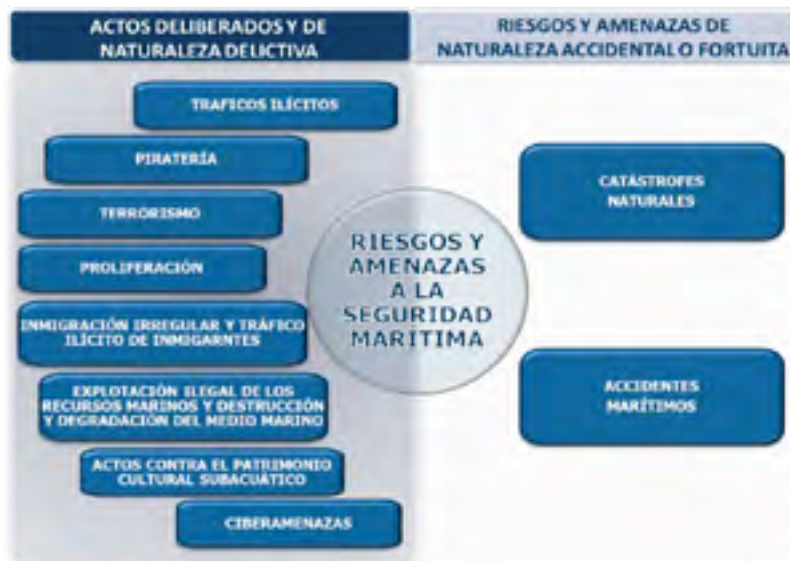 ACTOS DELIBERADOS Y DE
NATURALEZA DELICTIVA
RIESGOS Y AMENAZAS DE
NATURALEZA ACCIDENTAL O FORTUITA
TRAFICOS ILÍCITOS
PIRATERÍA
TERRORISMO
PROLIFERACIÓN
INMIGRACIÓN IRREGULAR Y TRÁFICO
ILÍCITO DE INMIGARNTES
EXPLOTACIÓN ILEGAL DE LOS
RECURSOS MARINOS Y DESTRUCCIÓN
Y DEGRADACIÓN DEL MEDIO MARINO
ACTOS CONTRA EL PATRIMONIO
CULTURAL SUBACUÁTICO
CIBERAMENAZAS
RIESGOS Y
AMENAZAS
A LA
SEGURIDAD
MARÍTIMA
CATÁSTROFES
NATURALES
ACCIDENTES
MARÍTIMOS